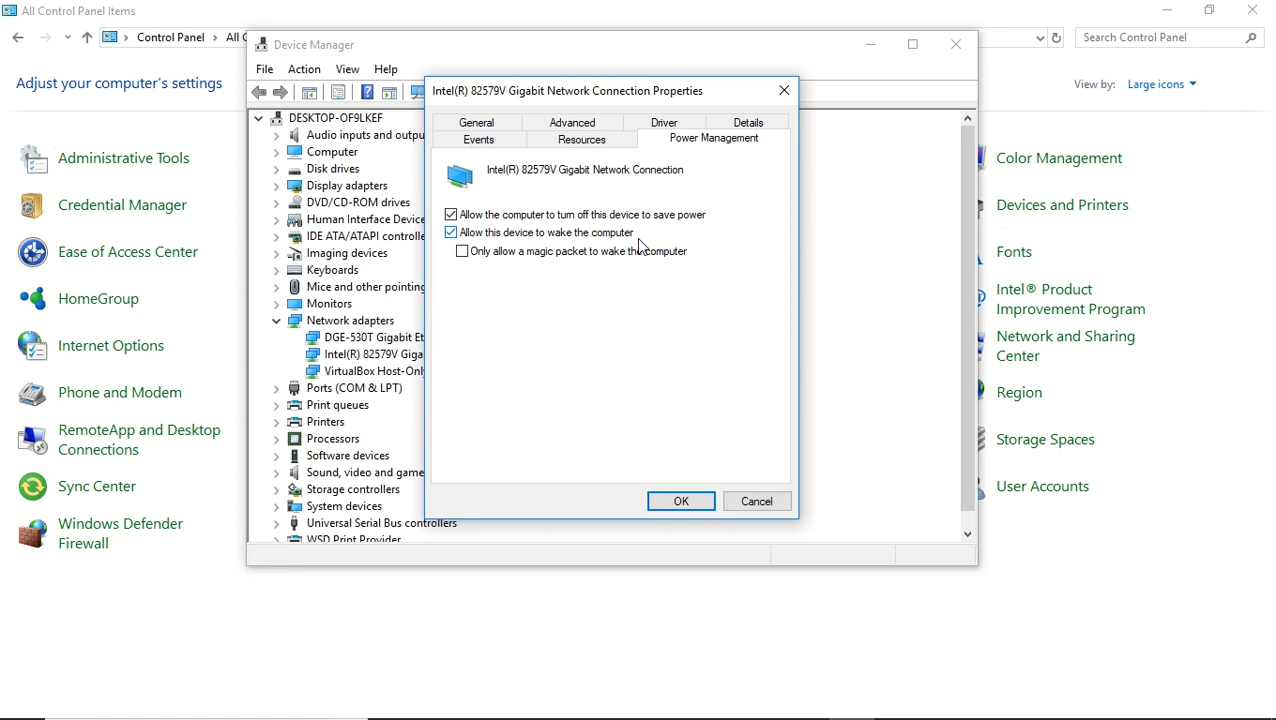 All Control Panel Items
Control Panel
All C
Search Control Panel
Adjust your computer's settings
View by: Large icons
Administrative Tools
Credential Manager
Ease of Access Center
HomeGroup
Internet Options
Phone and Modem
RemoteApp and Desktop
Connections
Sync Center
Windows Defender
Firewall
Device Manager
File Action View Help
DESKTOP-OF9LKEF
Audio inputs and outpu
Computer
Disk drives
Display adapters
DVD/CD-ROM drives
Human Interface Device
IDE ATA/ATAPI controlle
Imaging devices
Keyboards
Mice and other pointing
Monitors
Network adapters
DGE-530T Gigabit Et
Intel(R) 82579V Giga
VirtualBox Host-Onl
Ports (COM & LPT)
Print queues
Printers
Processors
Software devices
Sound, video and game
Storage controllers
System devices
Universal Serial Bus controllers
WSD Print Provider
Intel(R) 82579V Gigabit Network Connection Properties
General Advanced Driver Details
Events Resources Power Management
Intel(R) 82579V Gigabit Network Connection
Allow the computer to turn off this device to save power
Allow this device to wake the computer
Only allow a magic packet to wake the computer
OK Cancel
Color Management
Devices and Printers
Fonts
Intel® Product
Improvement Program
Network and Sharing
Center
Region
Storage Spaces
User Accounts